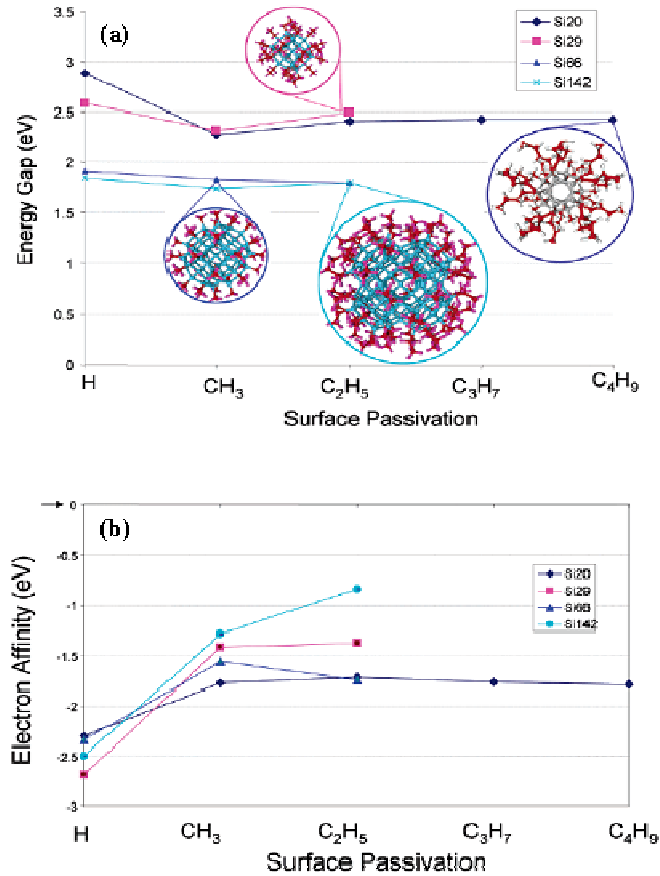 (a)
Si20
Si29
Si66
Si142
3.5
3
2.5
2
1.5
1
0.5
0
Energy Gap (eV)
H
CH3
C2H5
C3H7
C4H9
Surface Passivation
(b)
Si20
Si29
Si66
Si142
0
-0.5
-1
-1.5
-2
-2.5
-3
Electron Affinity (eV)
H
CH3
C2H5
C3H7
C4H9
Surface Passivation